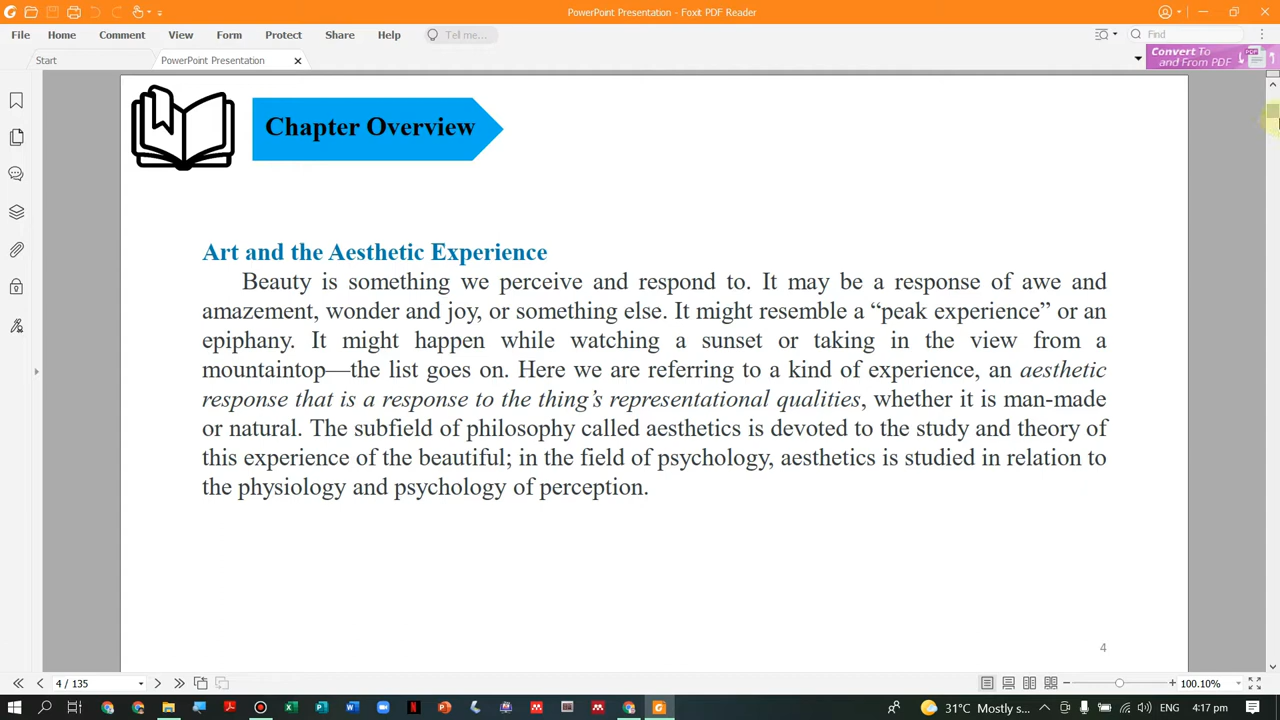 PowerPoint Presentation - Foxit PDF Reader
File Home Comment View Form Protect Share Help Tell me... Find
Start PowerPoint Presentation
Convert To
and From PDF
PDF
Chapter Overview
Art and the Aesthetic Experience
Beauty is something we perceive and respond to. It may be a response of awe and
amazement, wonder and joy, or something else. It might resemble a “peak experience” or an
epiphany. It might happen while watching a sunset or taking in the view from a
mountaintop—the list goes on. Here we are referring to a kind of experience, an aesthetic
response that is a response to the thing’s representational qualities, whether it is man-made
or natural. The subfield of philosophy called aesthetics is devoted to the study and theory of
this experience of the beautiful; in the field of psychology, aesthetics is studied in relation to
the physiology and psychology of perception.
4
4 / 135
100.10%
31°C Mostly s... ENG 4:17 pm